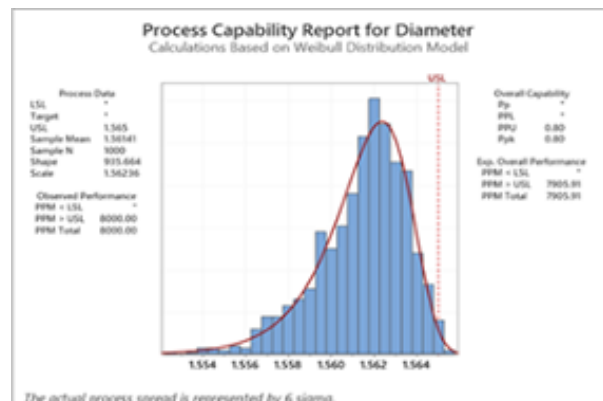 Process Capability Report for Diameter
Calculations Based on Weibull Distribution Model
Process Data
LSL *
Target *
USL 1.565
Sample Mean 1.56141
Sample N 1000
Shape 935.664
Scale 1.56236
Observed Performance
PPM < LSL *
PPM > USL 8000.00
PPM Total 8000.00
USL
Overall Capability
Pp *
PPL *
PPU 0.80
Ppk 0.80
Exp. Overall Performance
PPM < LSL *
PPM > USL 7905.91
PPM Total 7905.91
1.554 1.556 1.558 1.560 1.562 1.564
The actual process spread is represented by 6 sigma.